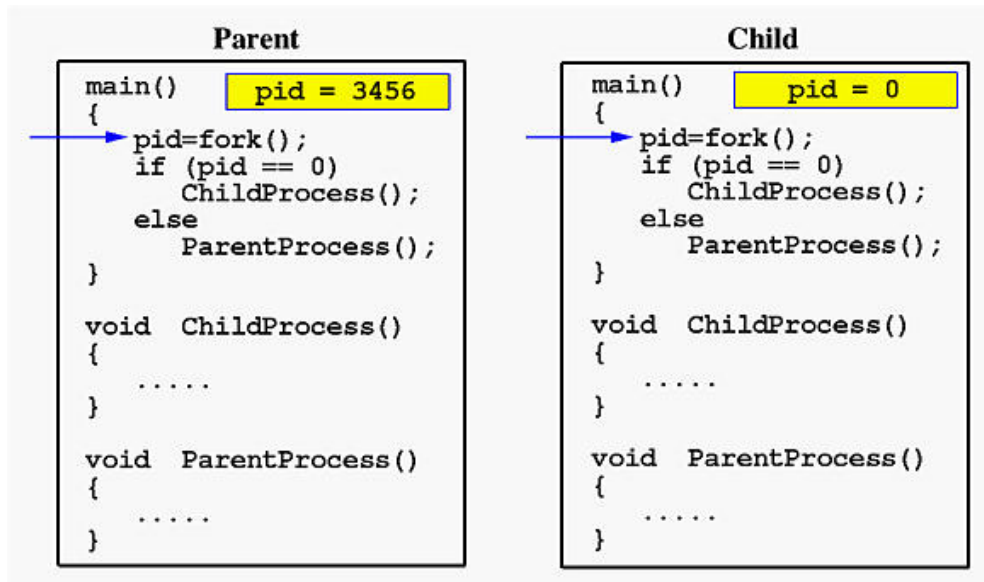 Parent
main()
pid = 3456
{
pid=fork();
if (pid == 0)
ChildProcess();
else
ParentProcess();
}
void ChildProcess()
{
.....
}
void ParentProcess()
{
.....
}
Child
main()
pid = 0
{
pid=fork();
if (pid == 0)
ChildProcess();
else
ParentProcess();
}
void ChildProcess()
{
.....
}
void ParentProcess()
{
.....
}